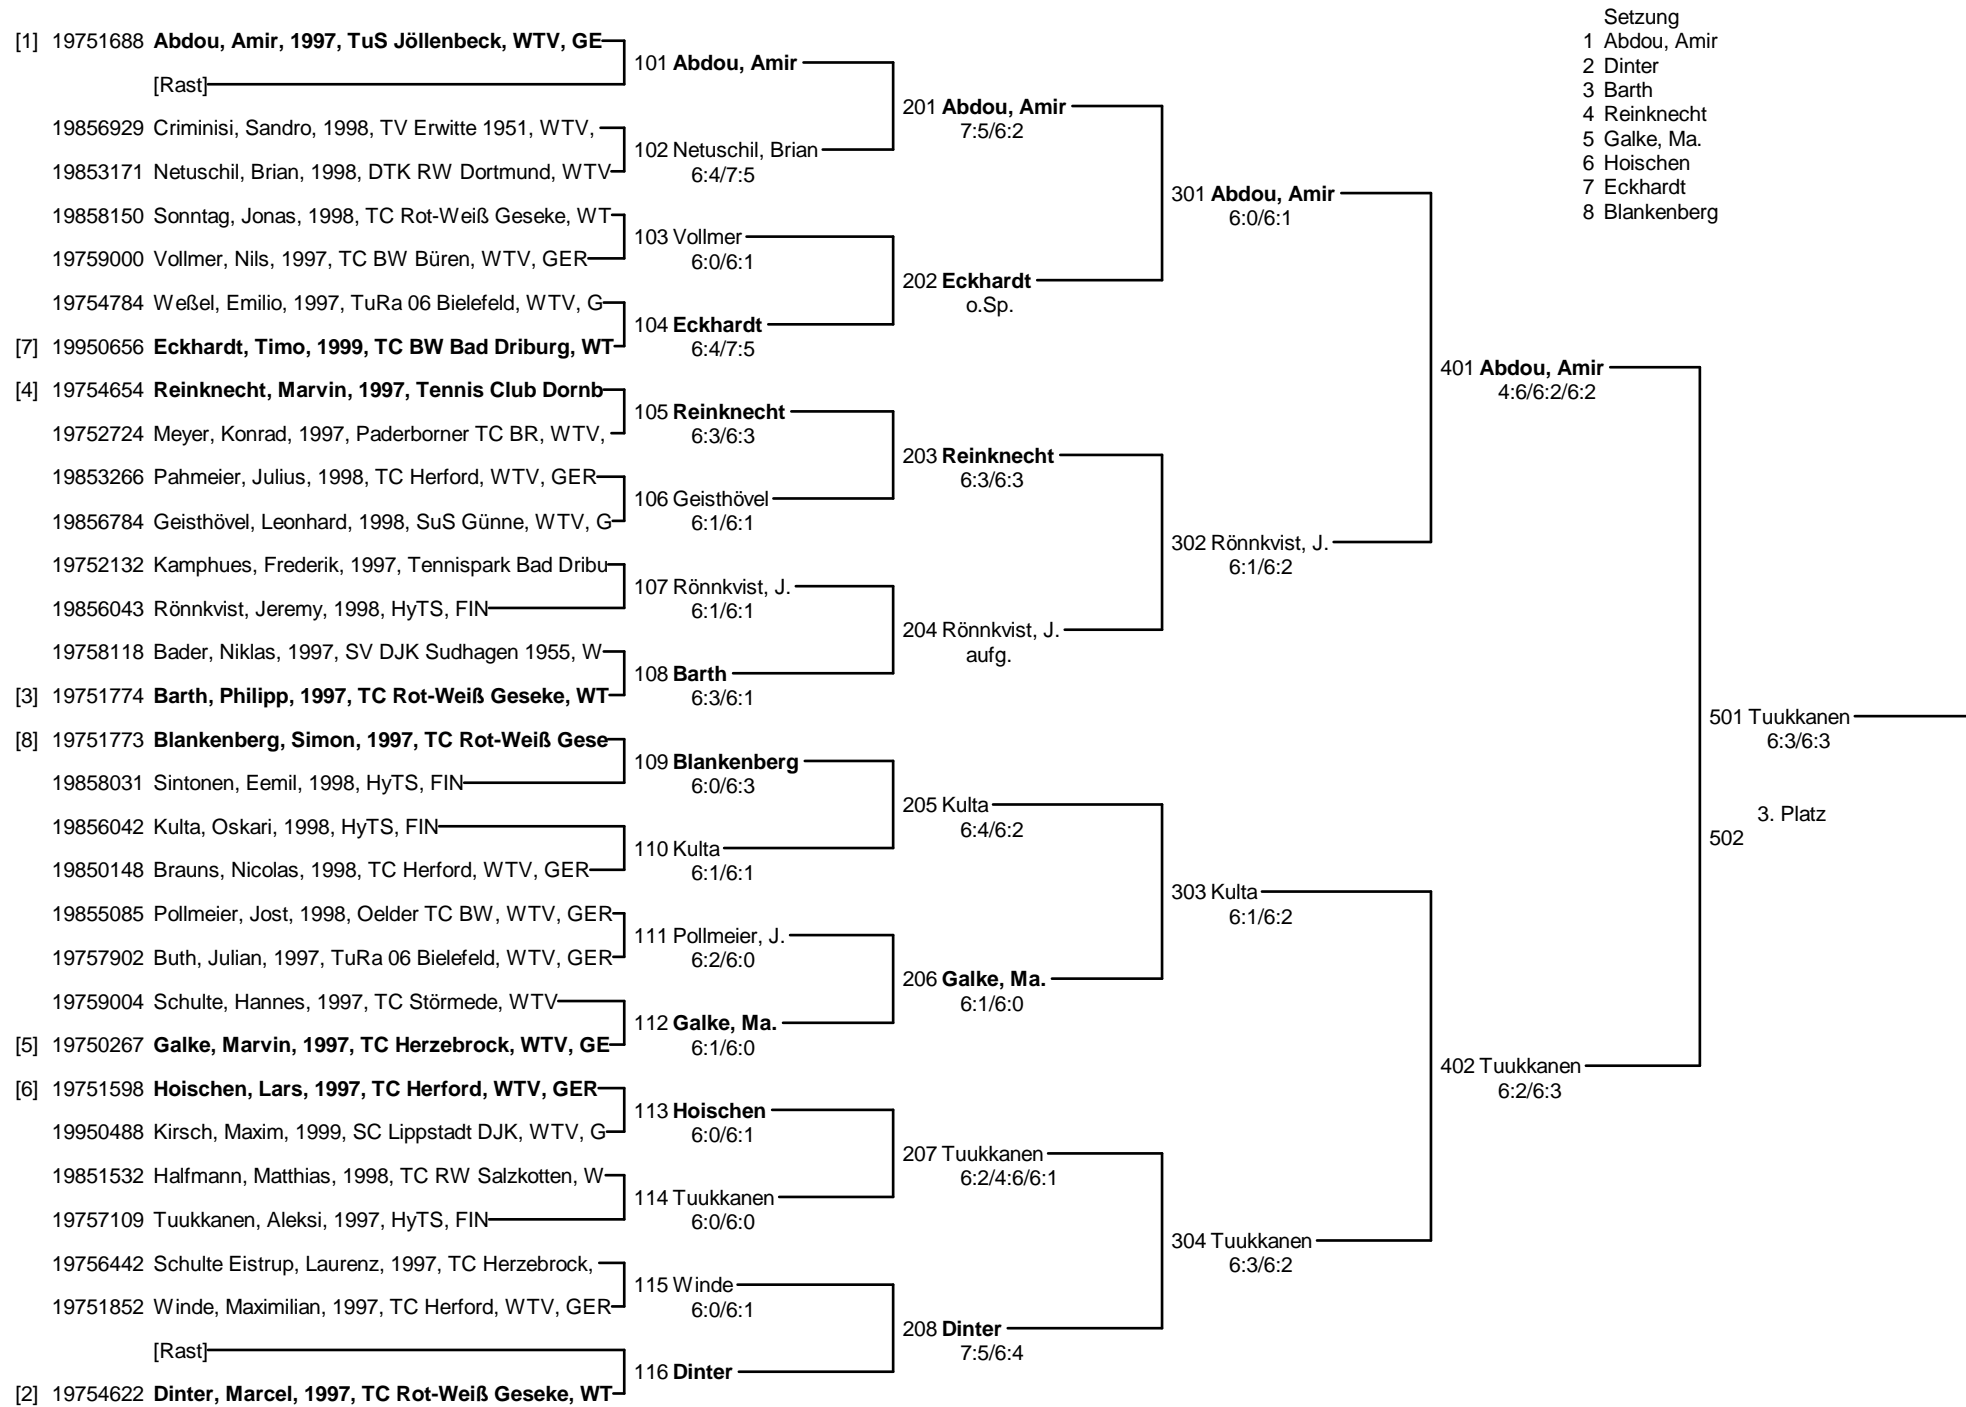 Setzung
1 Abdou, Amir
2 Dinter
3 Barth
4 Reinknecht
5 Galke, Ma.
6 Hoischen
7 Eckhardt
8 Blankenberg
[1] 19751688 Abdou, Amir, 1997, TuS Jöllenbeck, WTV, GE
[Rast]
19856929 Criminisi, Sandro, 1998, TV Erwitte 1951, WTV,
19853171 Netuschil, Brian, 1998, DTK RW Dortmund, WTV
19858150 Sonntag, Jonas, 1998, TC Rot-Weiß Geseke, WT
19759000 Vollmer, Nils, 1997, TC BW Büren, WTV, GER
19754784 Weßel, Emilio, 1997, TuRa 06 Bielefeld, WTV, G
[7] 19950656 Eckhardt, Timo, 1999, TC BW Bad Driburg, WT
[4] 19754654 Reinknecht, Marvin, 1997, Tennis Club Dornb
19752724 Meyer, Konrad, 1997, Paderborner TC BR, WTV,
19853266 Pahmeier, Julius, 1998, TC Herford, WTV, GER
19856784 Geisthövel, Leonhard, 1998, SuS Günne, WTV, G
19752132 Kamphues, Frederik, 1997, Tennispark Bad Dribu
19856043 Rönnkvist, Jeremy, 1998, HyTS, FIN
19758118 Bader, Niklas, 1997, SV DJK Sudhagen 1955, W
[3] 19751774 Barth, Philipp, 1997, TC Rot-Weiß Geseke, WT
[8] 19751773 Blankenberg, Simon, 1997, TC Rot-Weiß Gese
19858031 Sintonen, Eemil, 1998, HyTS, FIN
19856042 Kulta, Oskari, 1998, HyTS, FIN
19850148 Brauns, Nicolas, 1998, TC Herford, WTV, GER
19855085 Pollmeier, Jost, 1998, Oelder TC BW, WTV, GER
19757902 Buth, Julian, 1997, TuRa 06 Bielefeld, WTV, GER
19759004 Schulte, Hannes, 1997, TC Störmede, WTV
[5] 19750267 Galke, Marvin, 1997, TC Herzebrock, WTV, GE
[6] 19751598 Hoischen, Lars, 1997, TC Herford, WTV, GER
19950488 Kirsch, Maxim, 1999, SC Lippstadt DJK, WTV, G
19851532 Halfmann, Matthias, 1998, TC RW Salzkotten, W
19757109 Tuukkanen, Aleksi, 1997, HyTS, FIN
19756442 Schulte Eistrup, Laurenz, 1997, TC Herzebrock,
19751852 Winde, Maximilian, 1997, TC Herford, WTV, GER
[Rast]
[2] 19754622 Dinter, Marcel, 1997, TC Rot-Weiß Geseke, WT
101 Abdou, Amir
102 Netuschil, Brian
6:4/7:5
103 Vollmer
6:0/6:1
104 Eckhardt
6:4/7:5
105 Reinknecht
6:3/6:3
106 Geisthövel
6:1/6:1
107 Rönnkvist, J.
6:1/6:1
108 Barth
6:3/6:1
109 Blankenberg
6:0/6:3
110 Kulta
6:1/6:1
111 Pollmeier, J.
6:2/6:0
112 Galke, Ma.
6:1/6:0
113 Hoischen
6:0/6:1
114 Tuukkanen
6:0/6:0
115 Winde
6:0/6:1
116 Dinter
201 Abdou, Amir
7:5/6:2
202 Eckhardt
o.Sp.
203 Reinknecht
6:3/6:3
204 Rönnkvist, J.
aufg.
205 Kulta
6:4/6:2
206 Galke, Ma.
6:1/6:0
207 Tuukkanen
6:2/4:6/6:1
208 Dinter
7:5/6:4
301 Abdou, Amir
6:0/6:1
302 Rönnkvist, J.
6:1/6:2
303 Kulta
6:1/6:2
304 Tuukkanen
6:3/6:2
401 Abdou, Amir
4:6/6:2/6:2
402 Tuukkanen
6:2/6:3
501 Tuukkanen
6:3/6:3
3. Platz
502